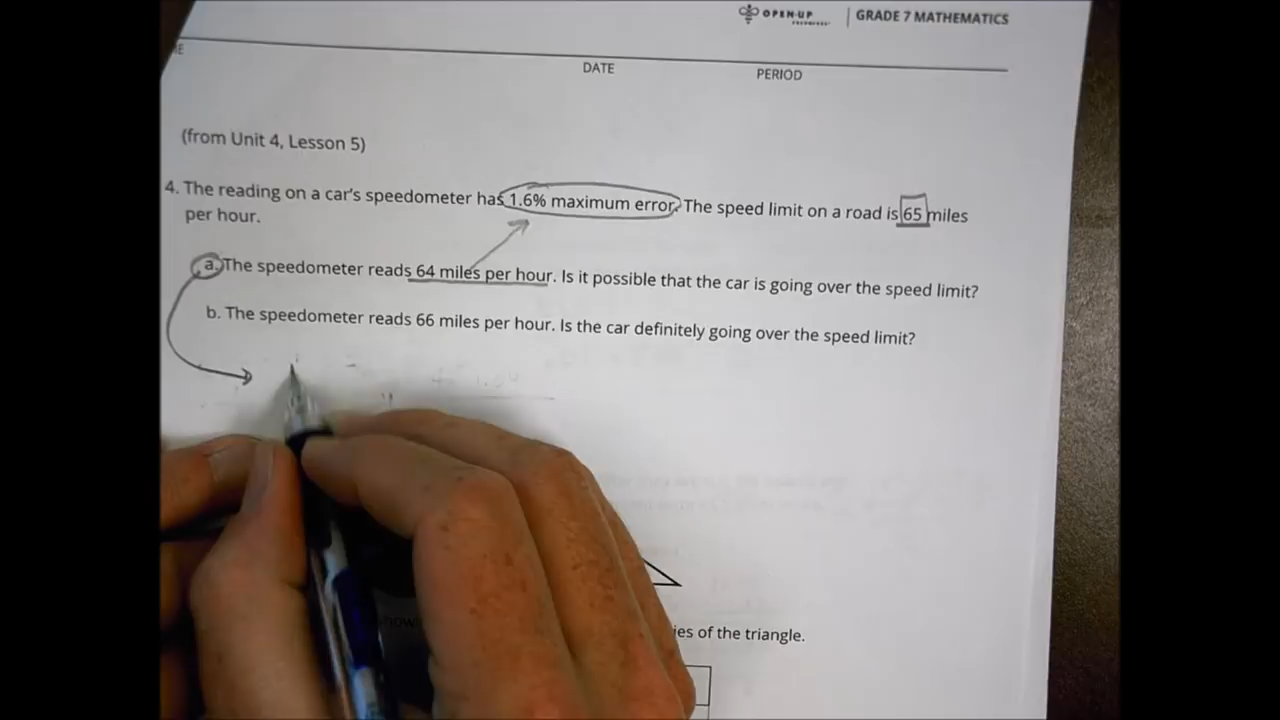 OPEN-UP | GRADE 7 MATHEMATICS
DATE PERIOD
(from Unit 4, Lesson 5)
4. The reading on a car's speedometer has 1.6% maximum error. The speed limit on a road is 65 miles
per hour.
a. The speedometer reads 64 miles per hour. Is it possible that the car is going over the speed limit?
b. The speedometer reads 66 miles per hour. Is the car definitely going over the speed limit?
of the triangle.